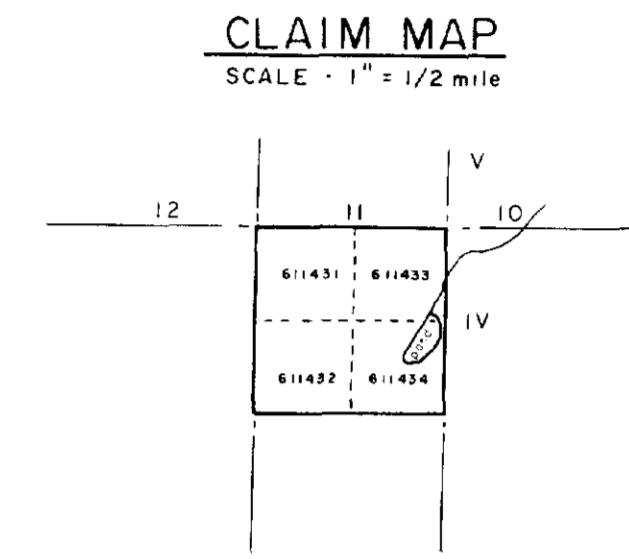 CLAIM MAP
SCALE - 1" = 1/2 mile
V
12 11 10
611431 611433
IV
pond
611432 611434